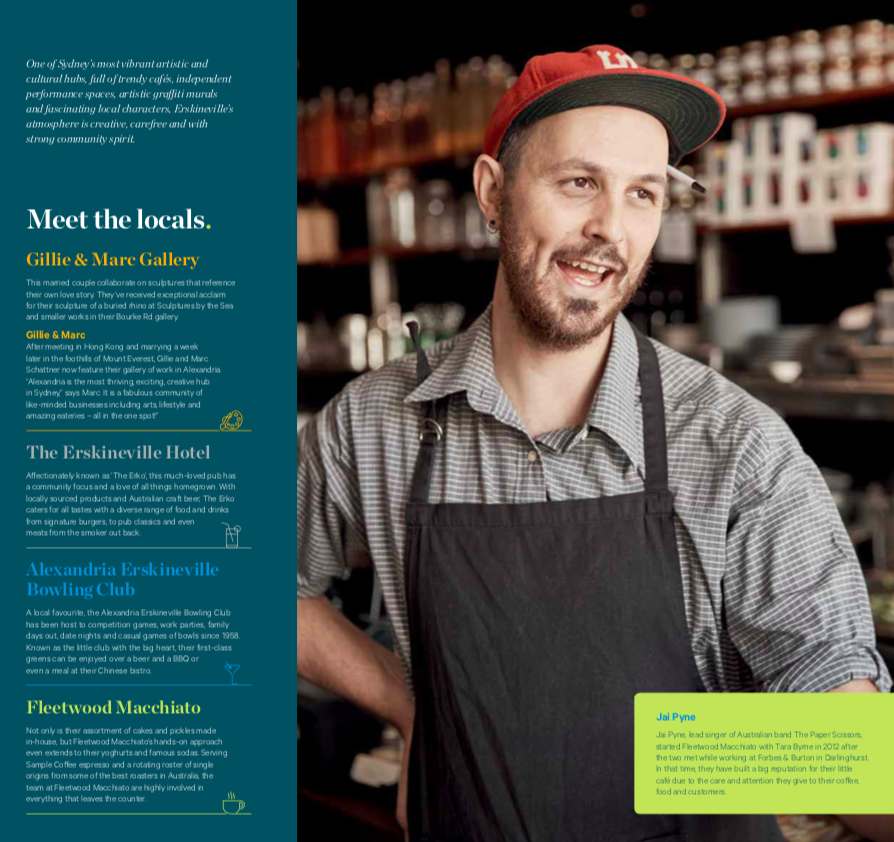 One of Sydney's most vibrant artistic and
cultural hubs, full of trendy cafés, independent
performance spaces, artistic graffiti murals
and fascinating local characters, Erskineville's
atmosphere is creative, carefree and with
strong community spirit.
Meet the locals.
Gillie & Marc Gallery
This married couple collaborate on sculptures that reference
their own love story. They've received exceptional acclaim
for their sculpture of a buried rhino at Sculptures by the Sea
and smaller works in their Bourke Rd gallery.
Gillie & Marc
After meeting in Hong Kong and marrying a week
later in the foothills of Mount Everest, Gillie and Marc
Schattner now feature their gallery of work in Alexandria.
"Alexandria is the most thriving, exciting, creative hub
in Sydney," says Marc. It is a fabulous community of
like-minded businesses including arts, lifestyle and
amazing eateries – all in the one spot!"
The Erskineville Hotel
Affectionately known as 'The Erko', this much-loved pub has
a community focus and a love of all things homegrown. With
locally sourced products and Australian craft beer, The Erko
caters for all tastes with a diverse range of food and drinks
from signature burgers, to pub classics and even
meats from the smoker out back.
Alexandria Erskineville
Bowling Club
A local favourite, the Alexandria Erskineville Bowling Club
has been host to competition games, work parties, family
days out, date nights and casual games of bowls since 1958.
Known as the little club with the big heart, their first-class
greens can be enjoyed over a beer and a BBQ or
even a meal at their Chinese bistro.
Fleetwood Macchiato
Not only is their assortment of cakes and pickles made
in-house, but Fleetwood Macchiato's hands-on approach
even extends to their yoghurts and famous sodas. Serving
Sample Coffee espresso and a rotating roster of single
origins from some of the best roasters in Australia, the
team at Fleetwood Macchiato are highly involved in
everything that leaves the counter.
Jai Pyne
Jai Pyne, lead singer of Australian band The Paper Scissors,
started Fleetwood Macchiato with Tara Byrne in 2012 after
the two met while working at Forbes & Burton in Darlinghurst.
In that time, they have built a big reputation for their little
café due to the care and attention they give to their coffee,
food and customers.